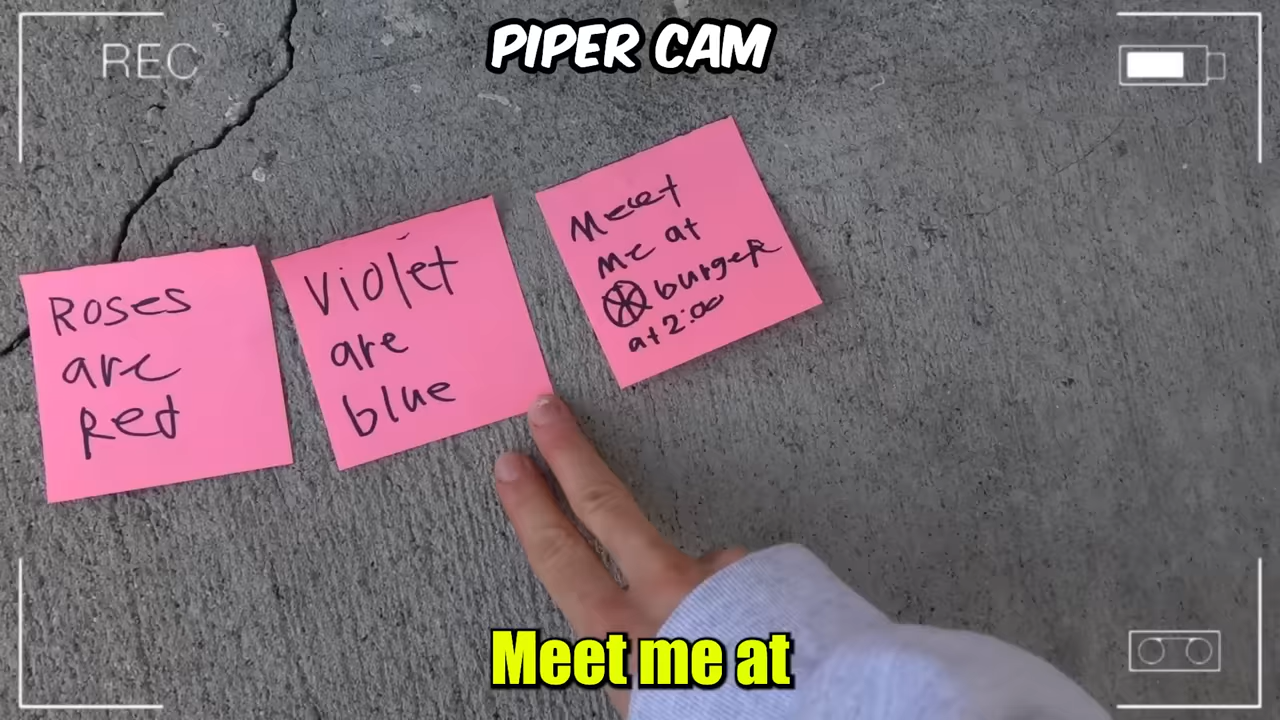 REC
PIPER CAM
Roses
are
Red
Violet
are
blue
Meet
me at
burger
at 2:00
Meet me at